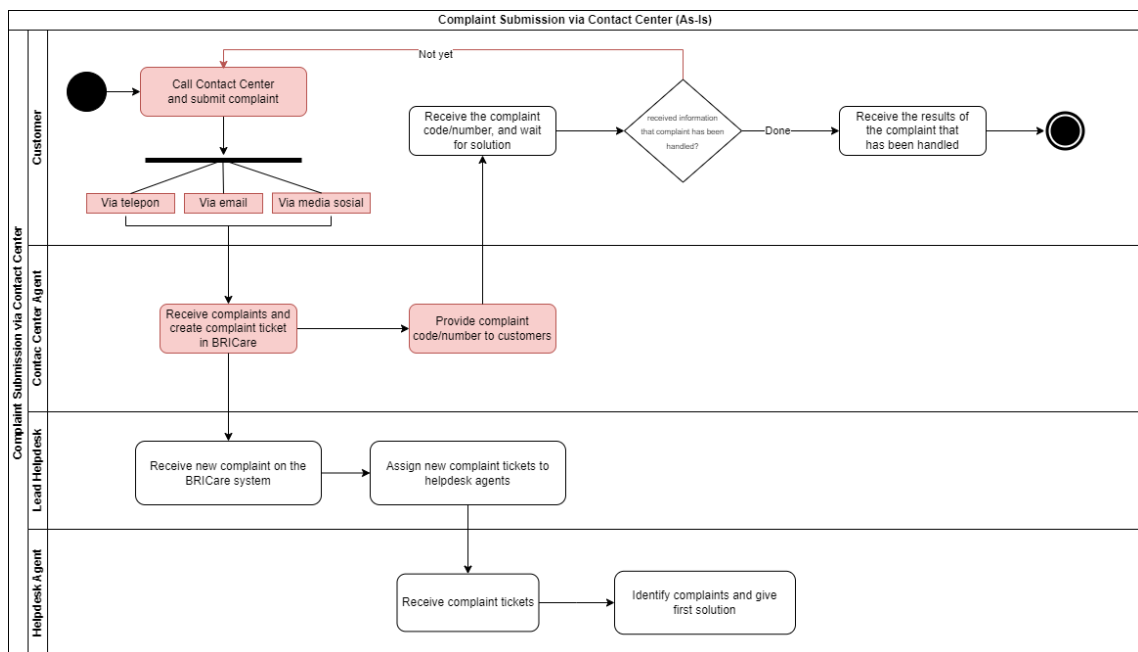 Complaint Submission via Contact Center (As-Is)
Complaint Submission via Contact Center
Customer
Not yet
Call Contact Center
and submit complaint
Via telepon
Via email
Via media sosial
Receive the complaint
code/number, and wait
for solution
received information
that complaint has been
handled?
Done
Receive the results of
the complaint that
has been handled
Contac Center Agent
Receive complaints and
create complaint ticket
in BRICare
Provide complaint
code/number to customers
Lead Helpdesk
Receive new complaint on the
BRICare system
Assign new complaint tickets to
helpdesk agents
Helpdesk Agent
Receive complaint tickets
Identify complaints and give
first solution